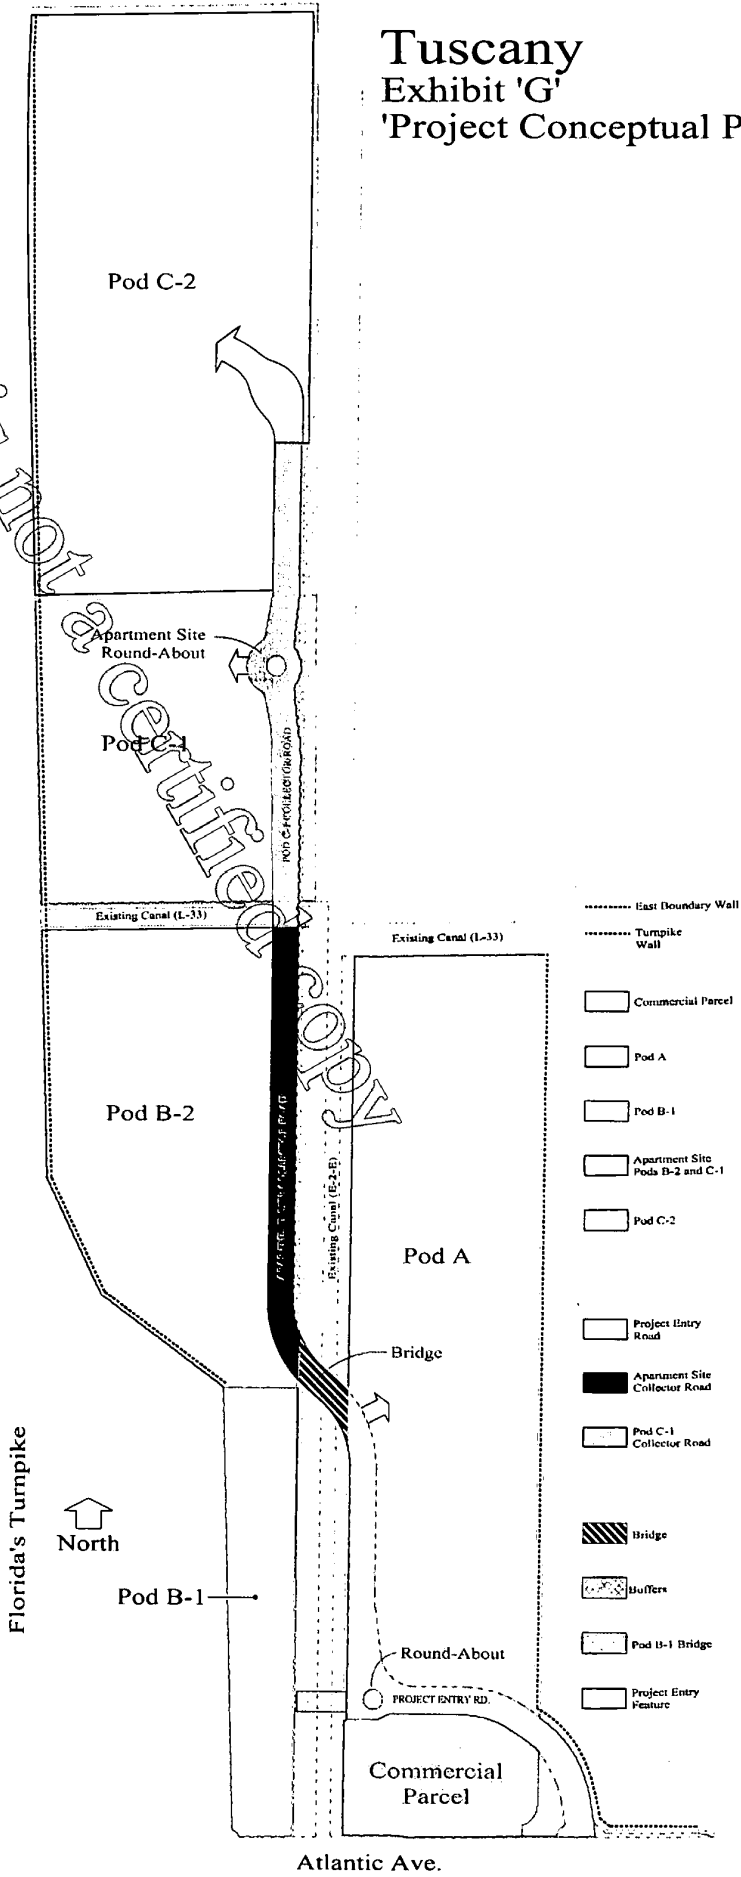 Tuscany
Exhibit 'G'
'Project Conceptual P
Pod C-2
not a certified copy
Apartment Site
Round-About
Pod C-1
POD C-1 COLLECTOR ROAD
Existing Canal (L-33)
Existing Canal (L-33)
East Boundary Wall
Turnpike
Wall
Commercial Parcel
Pod A
Pod B-1
Apartment Site
Pods B-2 and C-1
Pod C-2
Project Entry
Road
Apartment Site
Collector Road
Pod C-1
Collector Road
Bridge
Buffers
Pod B-1 Bridge
Project Entry
Feature
Pod B-2
APARTMENT SITE COLLECTOR ROAD
Existing Canal (E-2-E)
Pod A
Bridge
Florida's Turnpike
North
Pod B-1
Round-About
PROJECT ENTRY RD.
Commercial
Parcel
Atlantic Ave.